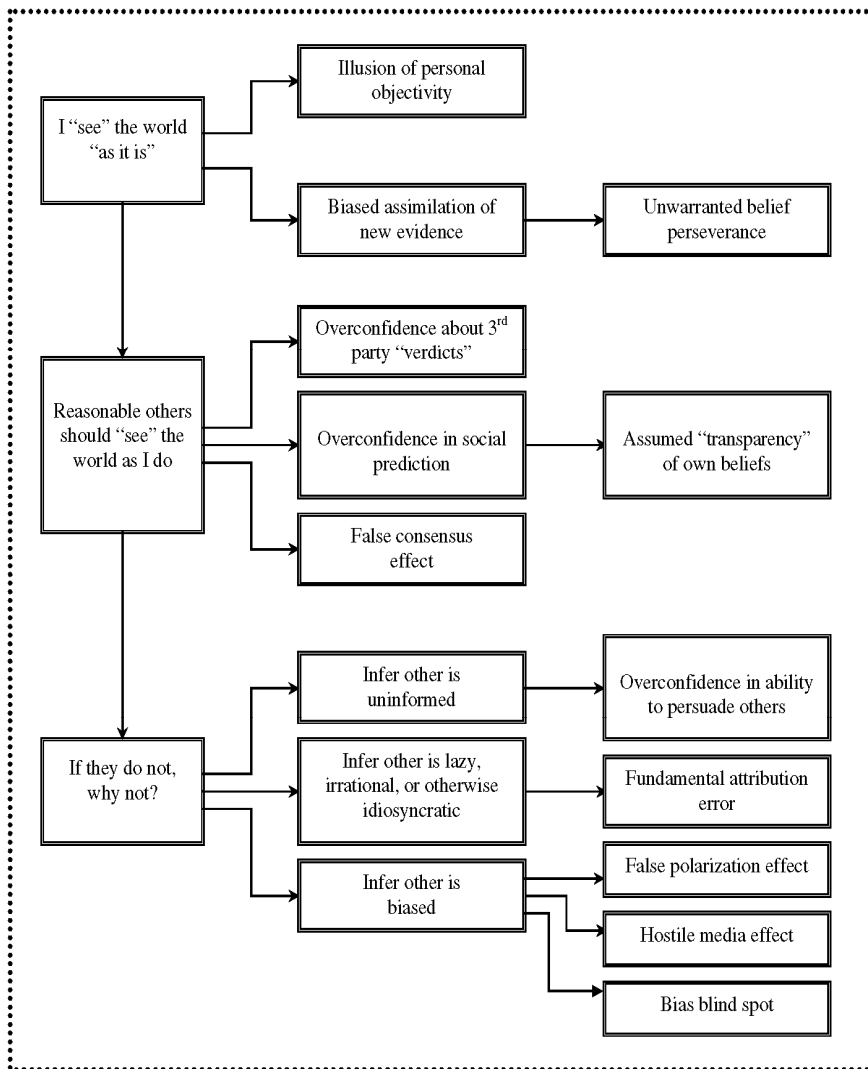 Illusion of personal
objectivity
I “see” the world
“as it is”
Biased assimilation of
new evidence
Unwarranted belief
perseverance
Overconfidence about 3rd
party “verdicts”
Reasonable others
should “see” the
world as I do
Overconfidence in social
prediction
Assumed “transparency”
of own beliefs
False consensus
effect
Infer other is
uninformed
Overconfidence in ability
to persuade others
If they do not,
why not?
Infer other is lazy,
irrational, or otherwise
idiosyncratic
Fundamental attribution
error
Infer other is
biased
False polarization effect
Hostile media effect
Bias blind spot